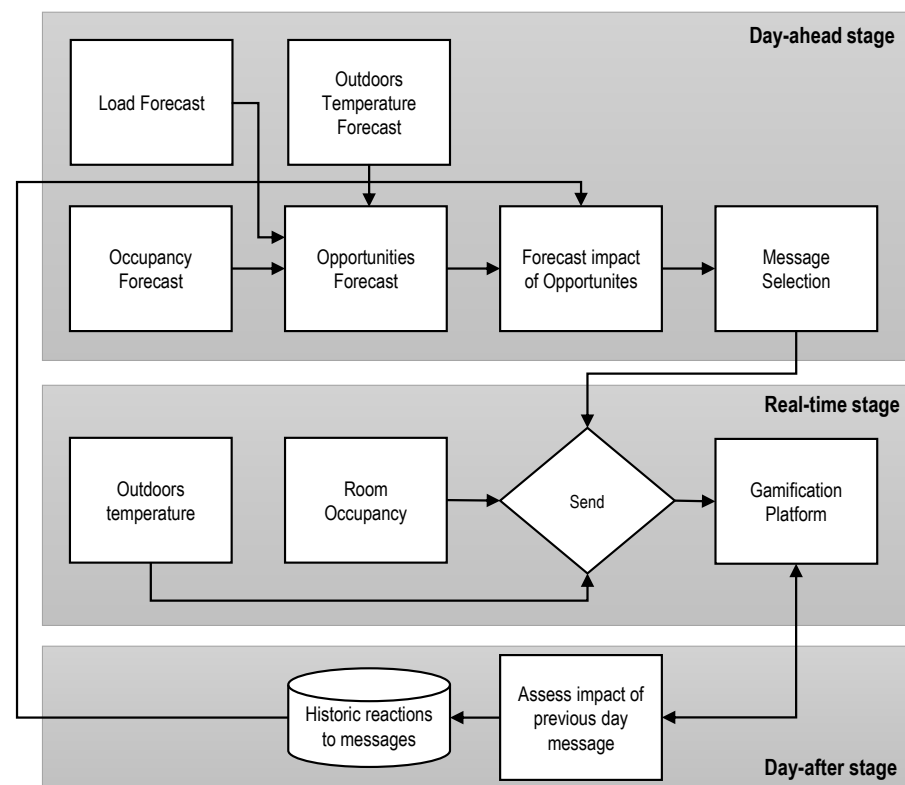 Day-ahead stage
Load Forecast
Outdoors
Temperature
Forecast
Occupancy
Forecast
Opportunities
Forecast
Forecast impact
of Opportunites
Message
Selection
Real-time stage
Outdoors
temperature
Room
Occupancy
Send
Gamification
Platform
Historic reactions
to messages
Assess impact of
previous day
message
Day-after stage